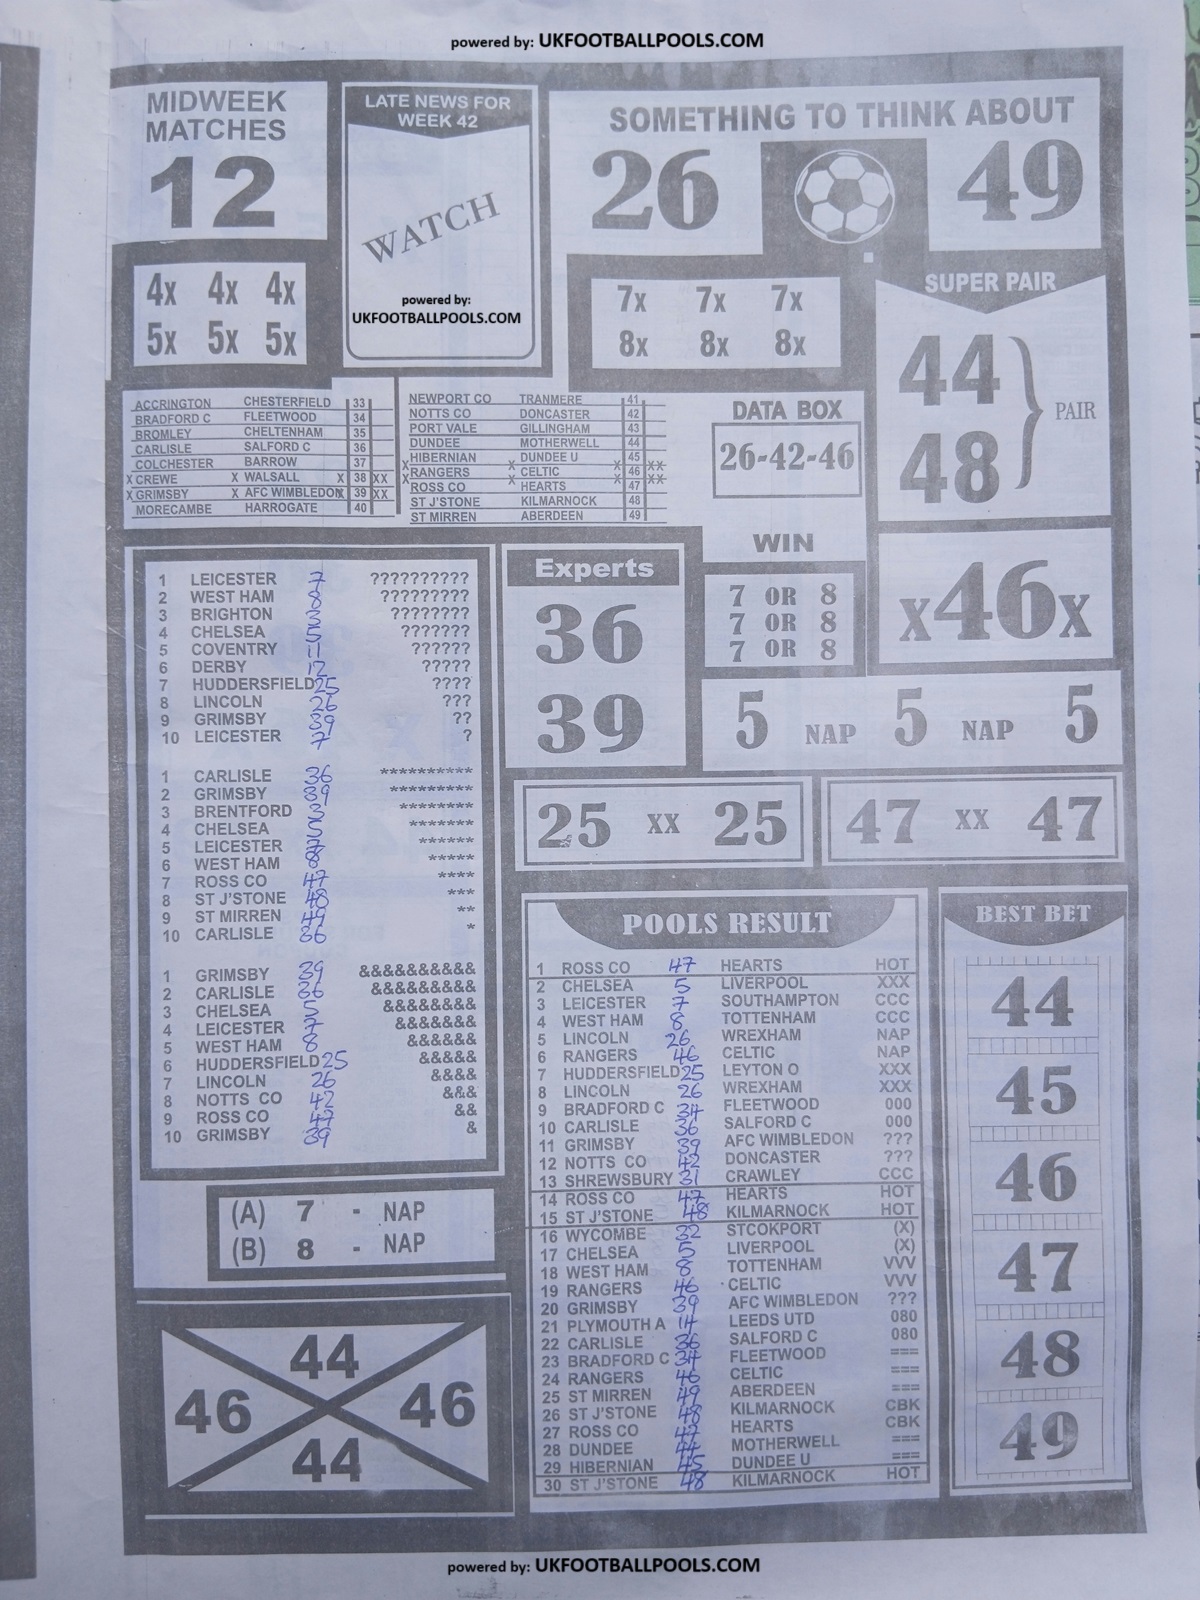 powered by: UKFOOTBALLPOOLS.COM
MIDWEEK
MATCHES
12
4x 4x 4x
5x 5x 5x
LATE NEWS FOR
WEEK 42
WATCH
powered by:
UKFOOTBALLPOOLS.COM
SOMETHING TO THINK ABOUT
26 49
7x 7x 7x
8x 8x 8x
SUPER PAIR
44
48
PAIR
ACCRINGTON CHESTERFIELD 33
BRADFORD C FLEETWOOD 34
BROMLEY CHELTENHAM 35
CARLISLE SALFORD C 36
COLCHESTER BARROW 37
X CREWE X WALSALL X 38 XX
X GRIMSBY X AFC WIMBLEDON X 39 XX
MORECAMBE HARROGATE 40
NEWPORT CO TRANMERE 41
NOTTS CO DONCASTER 42
PORT VALE GILLINGHAM 43
DUNDEE MOTHERWELL 44
X HIBERNIAN X DUNDEE U X 45 XX
X RANGERS X CELTIC X 46 XX
ROSS CO HEARTS 47
ST J'STONE KILMARNOCK 48
ST MIRREN ABERDEEN 49
DATA BOX
26-42-46
WIN
7 OR 8
7 OR 8
7 OR 8
X46X
1 LEICESTER 7 ??????????
2 WEST HAM 8 ?????????
3 BRIGHTON 3 ????????
4 CHELSEA 5 ???????
5 COVENTRY 11 ??????
6 DERBY 12 ?????
7 HUDDERSFIELD 25 ????
8 LINCOLN 26 ???
9 GRIMSBY 39 ??
10 LEICESTER 7 ?
1 CARLISLE 36 **********
2 GRIMSBY 39 *********
3 BRENTFORD 3 ********
4 CHELSEA 5 *******
5 LEICESTER 7 ******
6 WEST HAM 8 *****
7 ROSS CO 47 ****
8 ST J'STONE 48 ***
9 ST MIRREN 49 **
10 CARLISLE 36 *
1 GRIMSBY 39 &&&&&&&&&&
2 CARLISLE 36 &&&&&&&&&
3 CHELSEA 5 &&&&&&&&
4 LEICESTER 7 &&&&&&&
5 WEST HAM 8 &&&&&&
6 HUDDERSFIELD 25 &&&&&
7 LINCOLN 26 &&&&
8 NOTTS CO 42 &&&
9 ROSS CO 47 &&
10 GRIMSBY 39 &
Experts
36
39
5 NAP 5 NAP 5
25 XX 25
47 XX 47
(A) 7 - NAP
(B) 8 - NAP
44
46 46
44
POOLS RESULT
1 ROSS CO 47 HEARTS HOT
2 CHELSEA 5 LIVERPOOL XXX
3 LEICESTER 7 SOUTHAMPTON CCC
4 WEST HAM 8 TOTTENHAM CCC
5 LINCOLN 26 WREXHAM NAP
6 RANGERS 46 CELTIC NAP
7 HUDDERSFIELD 25 LEYTON O XXX
8 LINCOLN 26 WREXHAM XXX
9 BRADFORD C 34 FLEETWOOD 000
10 CARLISLE 36 SALFORD C 000
11 GRIMSBY 39 AFC WIMBLEDON ???
12 NOTTS CO 42 DONCASTER ???
13 SHREWSBURY 31 CRAWLEY CCC
14 ROSS CO 47 HEARTS HOT
15 ST J'STONE 48 KILMARNOCK HOT
16 WYCOMBE 32 STCOKPORT (X)
17 CHELSEA 5 LIVERPOOL (X)
18 WEST HAM 8 TOTTENHAM VVV
19 RANGERS 46 CELTIC VVV
20 GRIMSBY 39 AFC WIMBLEDON ???
21 PLYMOUTH A 14 LEEDS UTD 080
22 CARLISLE 36 SALFORD C 080
23 BRADFORD C 34 FLEETWOOD ===
24 RANGERS 46 CELTIC ===
25 ST MIRREN 49 ABERDEEN ===
26 ST J'STONE 48 KILMARNOCK CBK
27 ROSS CO 47 HEARTS CBK
28 DUNDEE 44 MOTHERWELL ===
29 HIBERNIAN 45 DUNDEE U ===
30 ST J'STONE 48 KILMARNOCK HOT
BEST BET
44
45
46
47
48
49
powered by: UKFOOTBALLPOOLS.COM